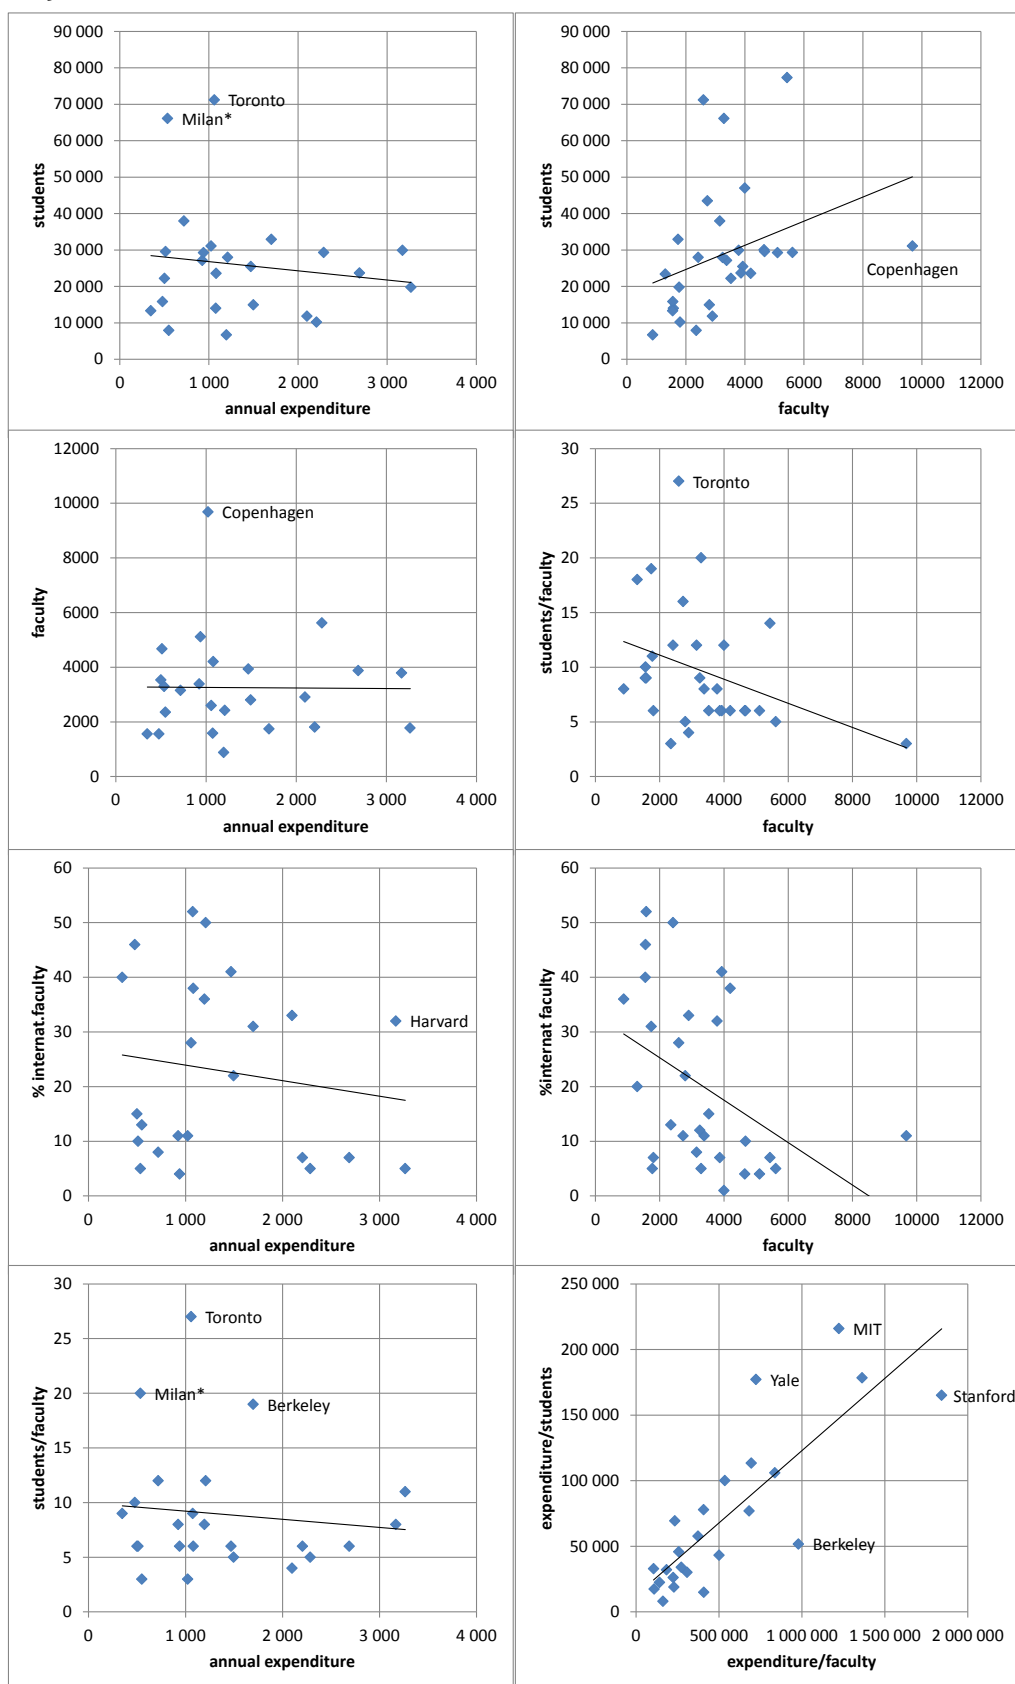 90 000
80 000
70 000
60 000
50 000
40 000
30 000
20 000
10 000
0
students
Toronto
Milan*
0 1 000 2 000 3 000 4 000
annual expenditure
90 000
80 000
70 000
60 000
50 000
40 000
30 000
20 000
10 000
0
students
Copenhagen
0 2000 4000 6000 8000 10000 12000
faculty
12000
10000
8000
6000
4000
2000
0
faculty
Copenhagen
0 1 000 2 000 3 000 4 000
annual expenditure
30
25
20
15
10
5
0
students/faculty
Toronto
0 2000 4000 6000 8000 10000 12000
faculty
60
50
40
30
20
10
0
% internat.faculty
Harvard
0 1 000 2 000 3 000 4 000
annual expenditure
60
50
40
30
20
10
0
%internat faculty
0 2000 4000 6000 8000 10000 12000
faculty
30
25
20
15
10
5
0
students/faculty
Toronto
Milan*
Berkeley
0 1 000 2 000 3 000 4 000
annual expenditure
250 000
200 000
150 000
100 000
50 000
0
expenditure/students
MIT
Yale
Stanford
Berkeley
0 500 000 1 000 000 1 500 000 2 000 000
expenditure/faculty